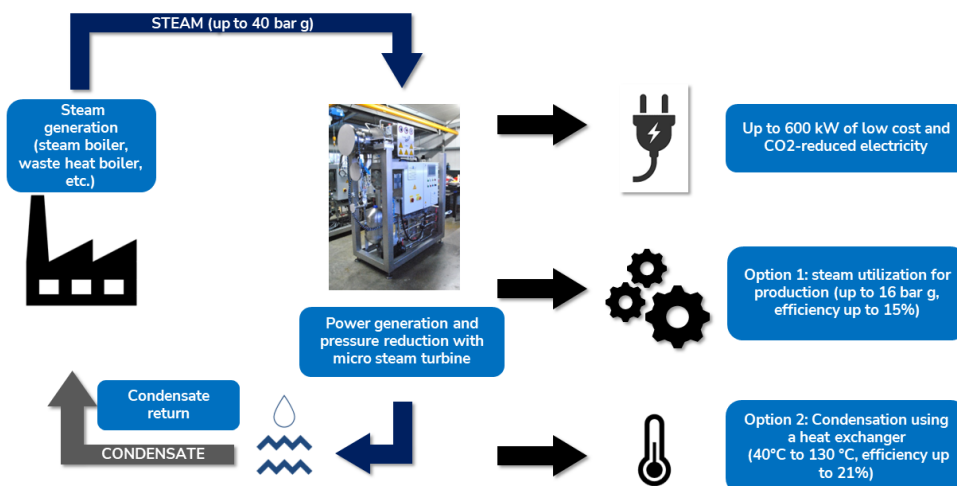 STEAM (up to 40 bar g)
Steam
generation
(steam boiler,
waste heat boiler,
etc.)
Up to 600 kW of low cost and
CO2-reduced electricity
Option 1: steam utilization for
production (up to 16 bar g,
efficiency up to 15%)
Power generation and
pressure reduction with
micro steam turbine
Condensate
return
CONDENSATE
Option 2: Condensation using
a heat exchanger
(40°C to 130 °C, efficiency up
to 21%)